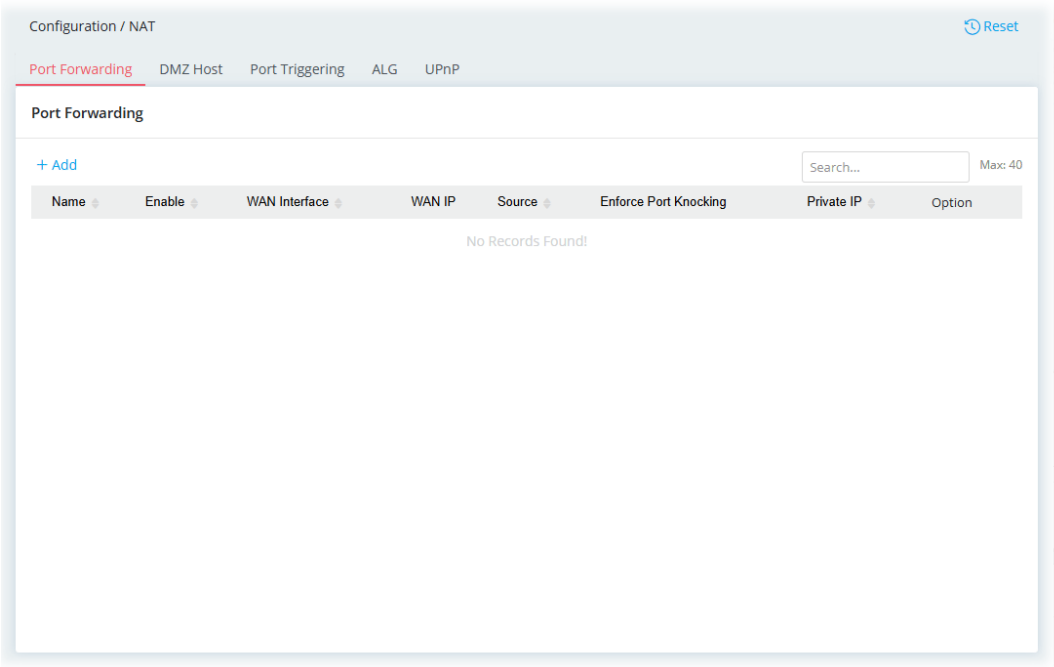 Configuration / NAT Reset
Port Forwarding DMZ Host Port Triggering ALG UPnP
Port Forwarding
+ Add Search... Max: 40
Name Enable WAN Interface WAN IP Source Enforce Port Knocking Private IP Option
No Records Found!